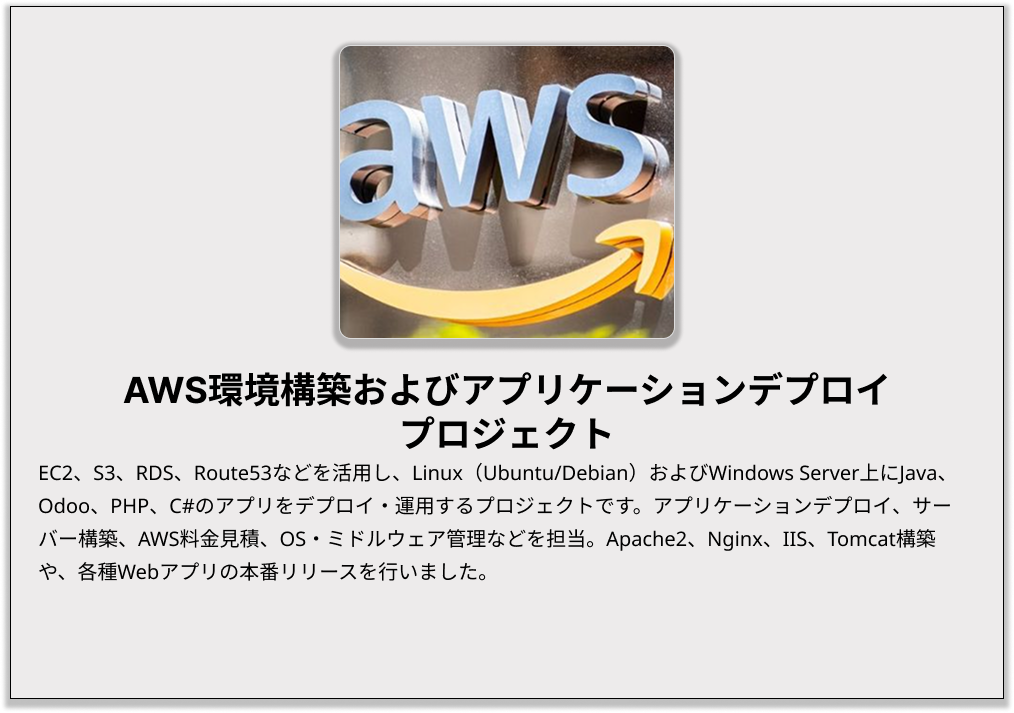 aws
AWS環境構築およびアプリケーションデプロイ
プロジェクト
EC2、S3、RDS、Route53などを活用し、Linux（Ubuntu/Debian）およびWindows Server上にJava、
Odoo、PHP、C#のアプリをデプロイ・運用するプロジェクトです。アプリケーションデプロイ、サー
バー構築、AWS料金見積、OS・ミドルウェア管理などを担当。Apache2、Nginx、IIS、Tomcat構築
や、各種Webアプリの本番リリースを行いました。